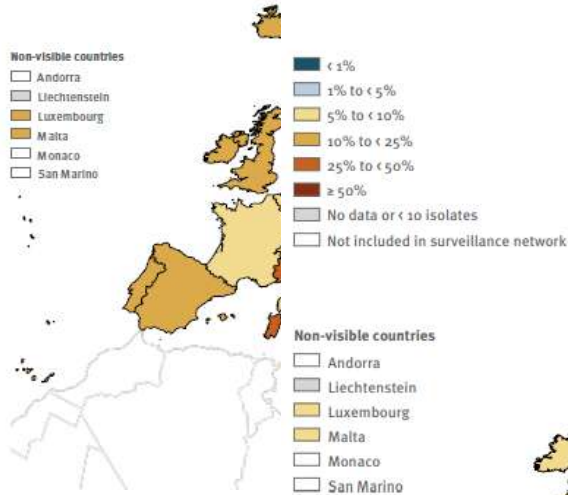 Non-visible countries
Andorra
Liechtenstein
Luxembourg
Malta
Monaco
San Marino
< 1%
1% to < 5%
5% to < 10%
10% to < 25%
25% to < 50%
≥ 50%
No data or < 10 isolates
Not included in surveillance network
Non-visible countries
Andorra
Liechtenstein
Luxembourg
Malta
Monaco
San Marino